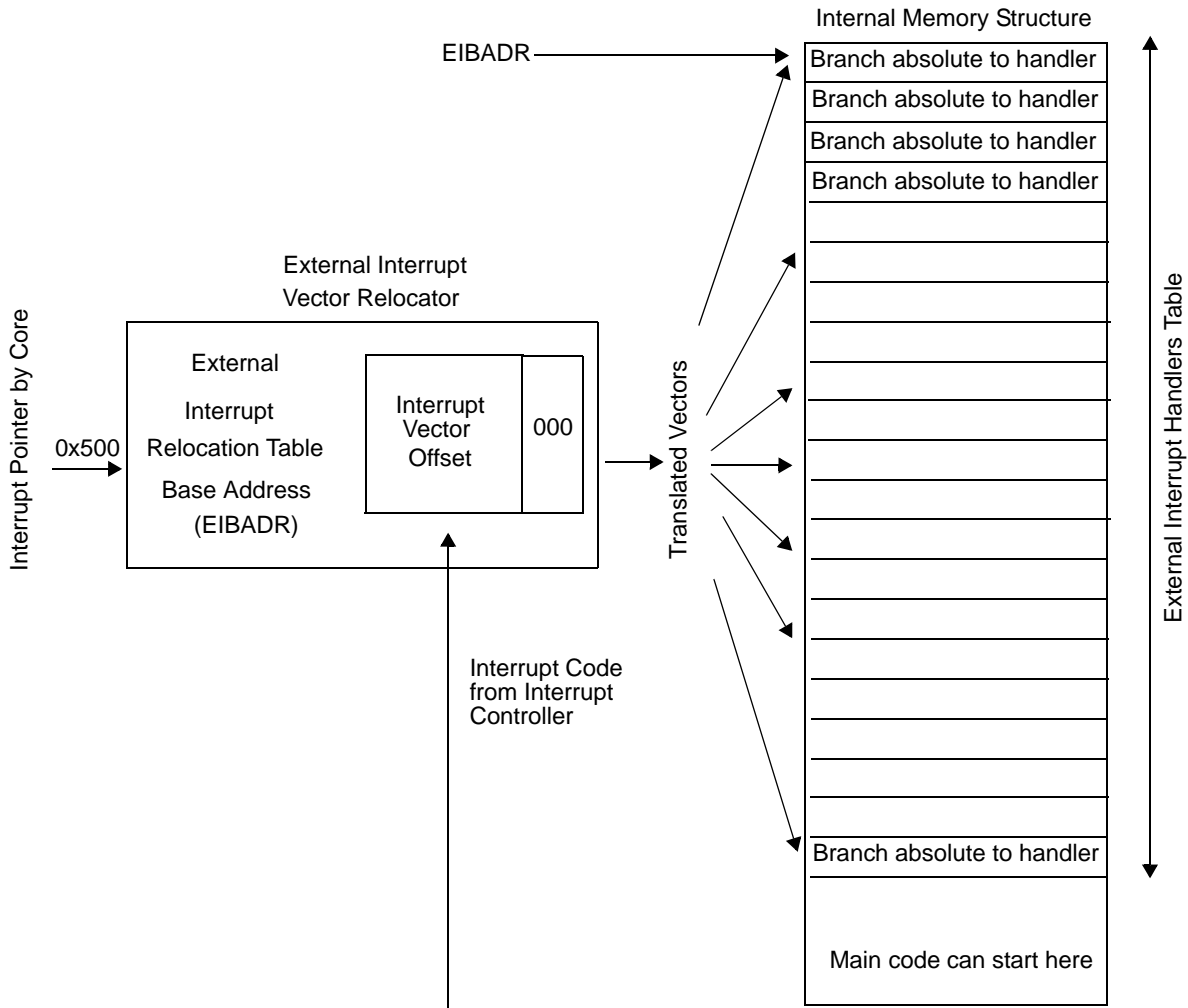 Internal Memory Structure
EIBADR
Branch absolute to handler
Branch absolute to handler
Branch absolute to handler
Branch absolute to handler
External Interrupt
Vector Relocator
Interrupt Pointer by Core
0x500
External
Interrupt
Relocation Table
Base Address
(EIBADR)
Interrupt
Vector
Offset
000
Translated Vectors
External Interrupt Handlers Table
Interrupt Code
from Interrupt
Controller
Branch absolute to handler
Main code can start here